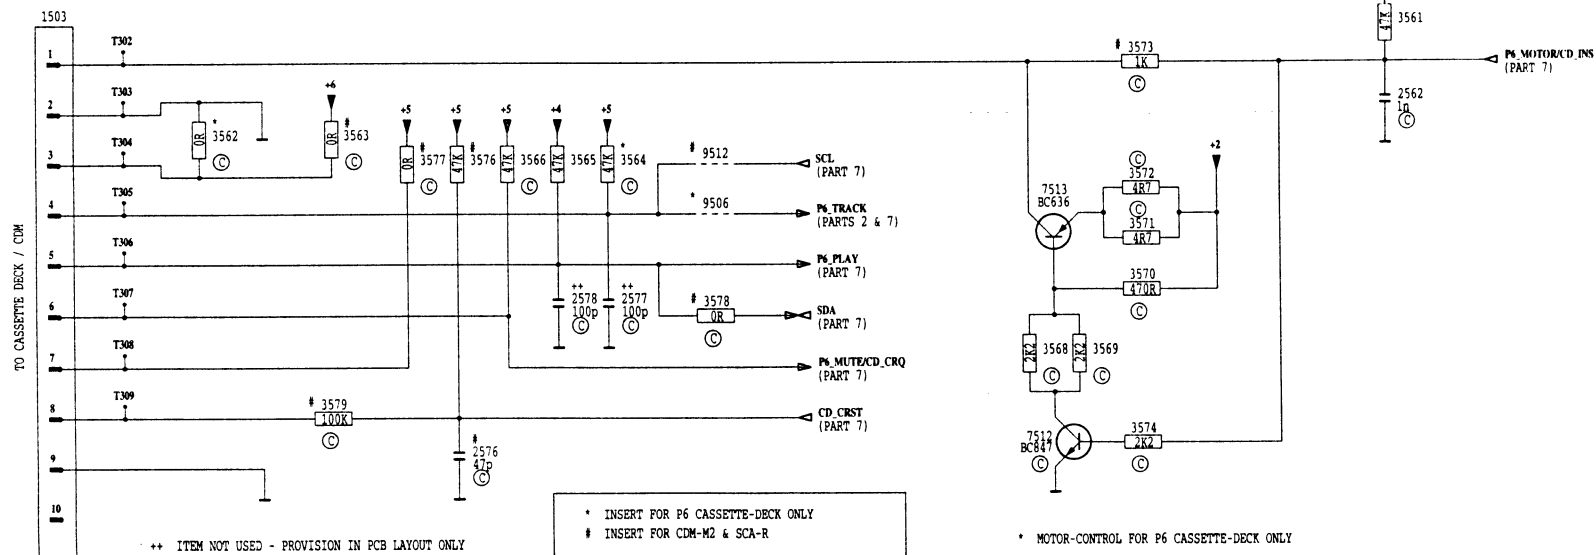 1503
TO CASSETTE DECK / CDM
1
T302
2
T303
3
T304
4
T305
5
T306
6
T307
7
T308
8
T309
9
10
* 3562
0R
C
+6
# 3563
0R
C
+5
# 3577
0R
C
+5
# 3576
47K
+5
3566
47K
C
+4
3565
47K
+5
* 3564
47K
C
# 9512
SCL
(PART 7)
* 9506
P6_TRACK
(PARTS 2 & 7)
P6_PLAY
(PART 7)
++
2578
100p
C
++
2577
100p
C
# 3578
0R
C
SDA
(PART 7)
P6_MUTE/CD_CRQ
(PART 7)
# 3579
100K
C
CD_CRST
(PART 7)
#
2576
47p
C
# 3573
1K
C
47K
3561
P6_MOTOR/CD_INS
(PART 7)
2562
1n
C
+2
C
3572
4R7
C
3571
4R7
7513
BC636
3570
470R
C
2K2
3568
C
2K2
3569
C
7512
BC847
C
3574
2K2
C
* INSERT FOR P6 CASSETTE-DECK ONLY
# INSERT FOR CDM-M2 & SCA-R
++ ITEM NOT USED - PROVISION IN PCB LAYOUT ONLY
* MOTOR-CONTROL FOR P6 CASSETTE-DECK ONLY